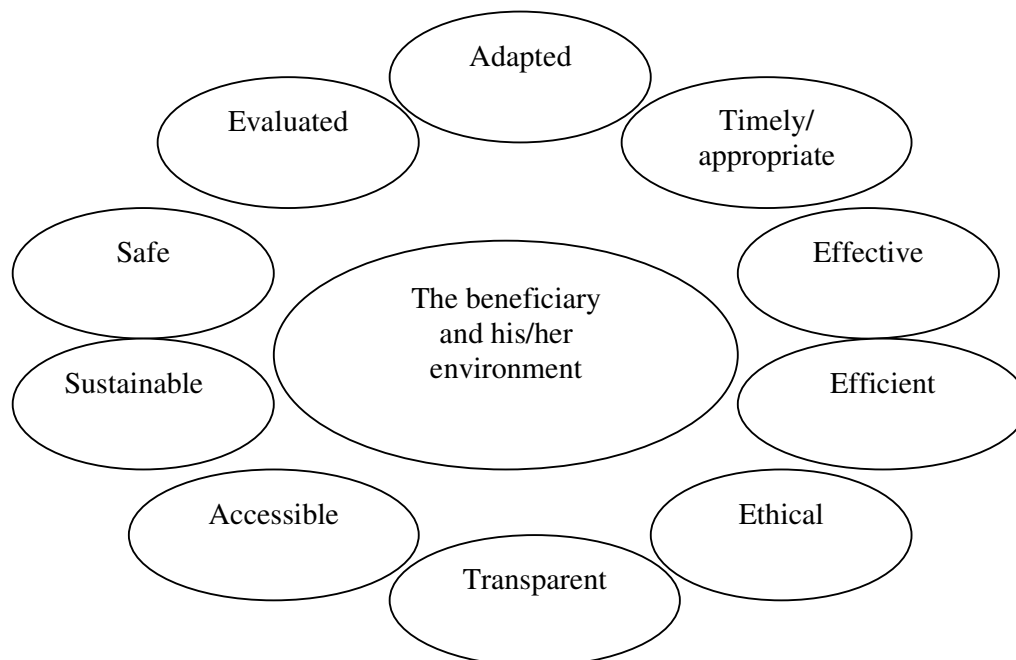 Adapted
Evaluated
Timely/
appropriate
Safe
Effective
The beneficiary
and his/her
environment
Sustainable
Efficient
Accessible
Ethical
Transparent